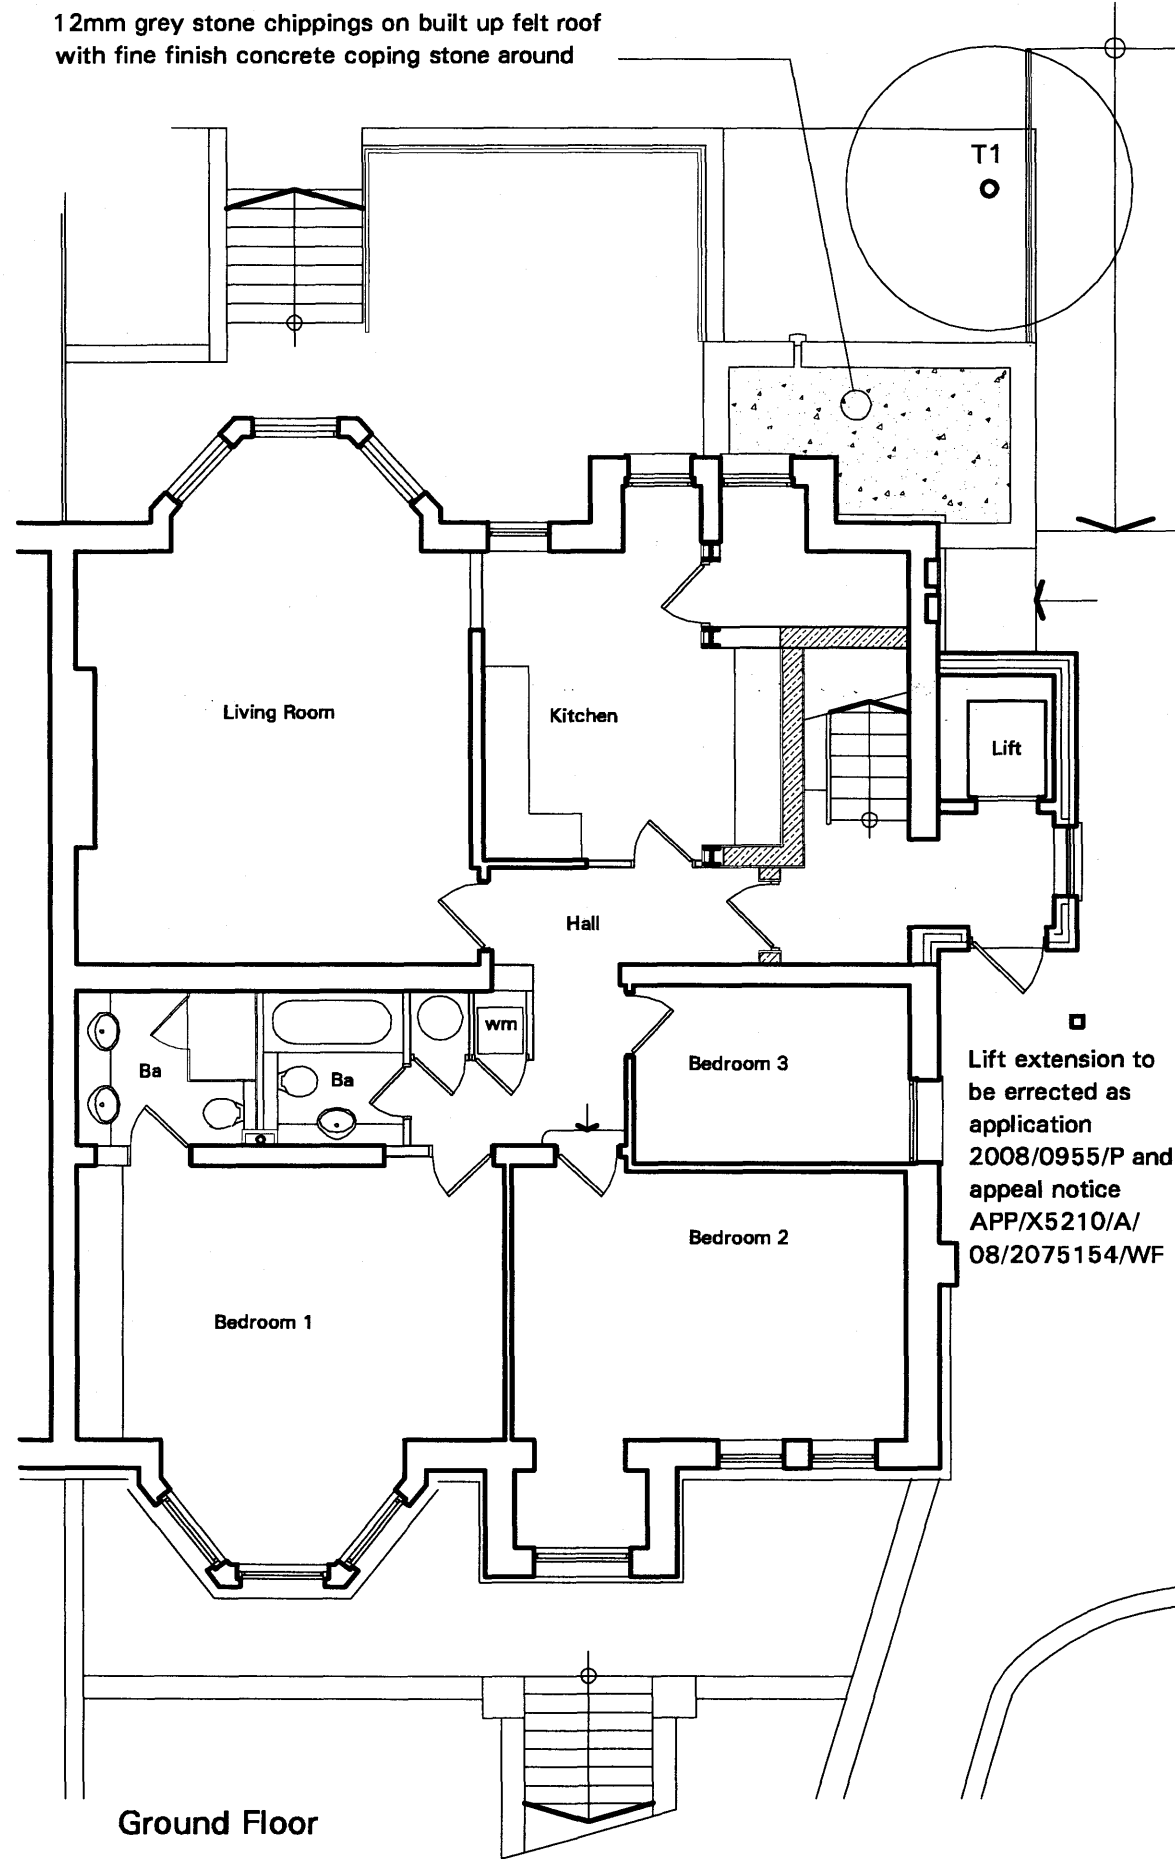 12mm grey stone chippings on built up felt roof
with fine finish concrete coping stone around
T1
Living Room
Kitchen
Lift
Hall
wm
Ba
Ba
Bedroom 3
Lift extension to
be errected as
application
2008/0955/P and
appeal notice
APP/X5210/A/
08/2075154/WF
Bedroom 2
Bedroom 1
Ground Floor